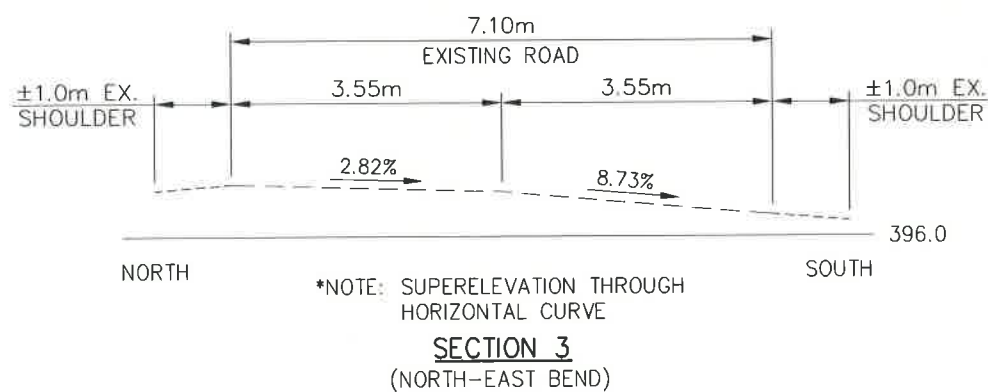 7.10m
EXISTING ROAD
±1.0m EX.
SHOULDER
3.55m
3.55m
±1.0m EX.
SHOULDER
2.82%
8.73%
396.0
NORTH
SOUTH
*NOTE: SUPERELEVATION THROUGH
HORIZONTAL CURVE
SECTION 3
(NORTH-EAST BEND)